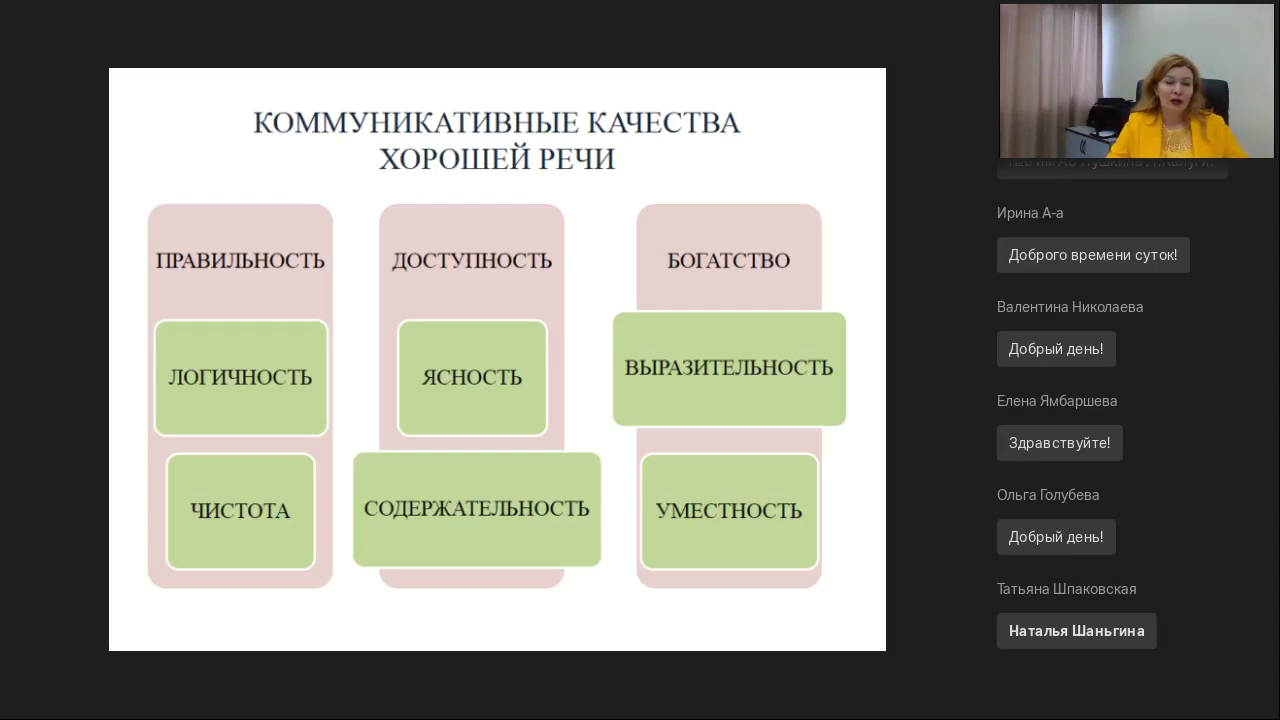 КОММУНИКАТИВНЫЕ КАЧЕСТВА
ХОРОШЕЙ РЕЧИ
ПРАВИЛЬНОСТЬ
ЛОГИЧНОСТЬ
ЧИСТОТА
ДОСТУПНОСТЬ
ЯСНОСТЬ
СОДЕРЖАТЕЛЬНОСТЬ
БОГАТСТВО
ВЫРАЗИТЕЛЬНОСТЬ
УМЕСТНОСТЬ
Ирина А-а
Доброго времени суток!
Валентина Николаева
Добрый день!
Елена Ямбаршева
Здравствуйте!
Ольга Голубева
Добрый день!
Татьяна Шпаковская
Наталья Шаньгина